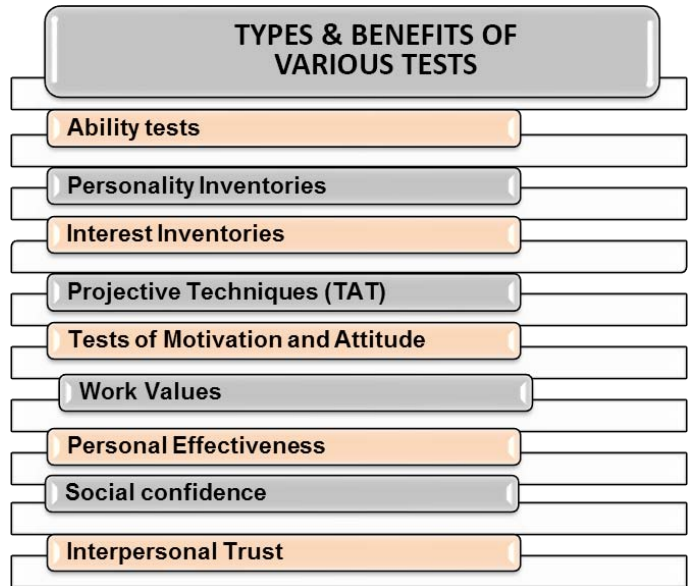 TYPES & BENEFITS OF
VARIOUS TESTS
Ability tests
Personality Inventories
Interest Inventories
Projective Techniques (TAT)
Tests of Motivation and Attitude
Work Values
Personal Effectiveness
Social confidence
Interpersonal Trust